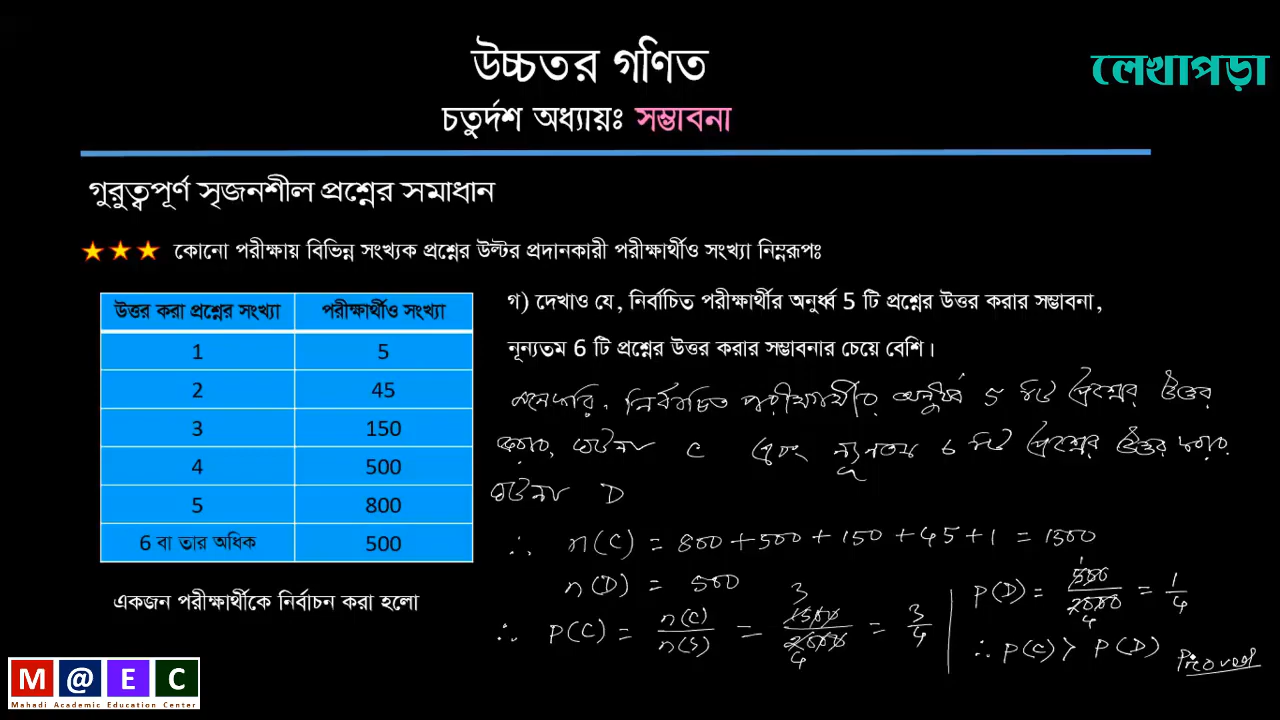 উচ্চতর গণিত
লেখাপড়া
চতুর্দশ অধ্যায়ঃ সম্ভাবনা
গুরুত্বপূর্ণ সৃজনশীল প্রশ্নের সমাধান
কোনো পরীক্ষায় বিভিন্ন সংখ্যক প্রশ্নের উল্টর প্রদানকারী পরীক্ষার্থীও সংখ্যা নিম্নরূপঃ
উত্তর করা প্রশ্নের সংখ্যা পরীক্ষার্থীও সংখ্যা
1 5
2 45
3 150
4 500
5 800
6 বা তার অধিক 500
একজন পরীক্ষার্থীকে নির্বাচন করা হলো
গ) দেখাও যে, নির্বাচিত পরীক্ষার্থীর অনুর্ধ্ব 5 টি প্রশ্নের উত্তর করার সম্ভাবনা,
নূন্যতম 6 টি প্রশ্নের উত্তর করার সম্ভাবনার চেয়ে বেশি।
মনেকরি, নির্বাচিত পরীক্ষার্থীর অনুর্ধ্ব 5 টি প্রশ্নের উত্তর
করার ঘটনা C এবং ন্যূনতম 6 টি প্রশ্নের উত্তর করার
ঘটনা D
∴ n(C) = 800 + 500 + 150 + 45 + 1 = 1500
n(D) = 500
∴ P(C) = n(C)/n(S) = 1500/2000 = 3/4
P(D) = 500/2000 = 1/4
∴ P(C) > P(D) Proved
M @ E C
Mahadi Academic Education Center